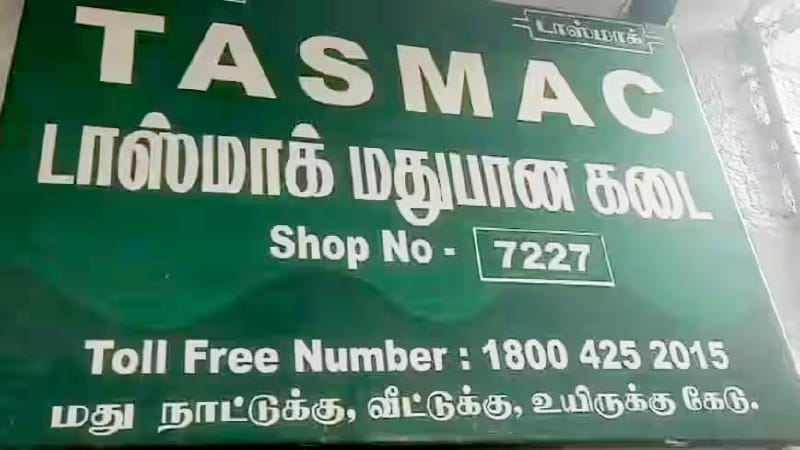 டாஸ்மாக்
TASMAC
டாஸ்மாக் மதுபான கடை
Shop No - 7227
Toll Free Number : 1800 425 2015
மது நாட்டுக்கு, வீட்டுக்கு, உயிருக்கு கேடு.